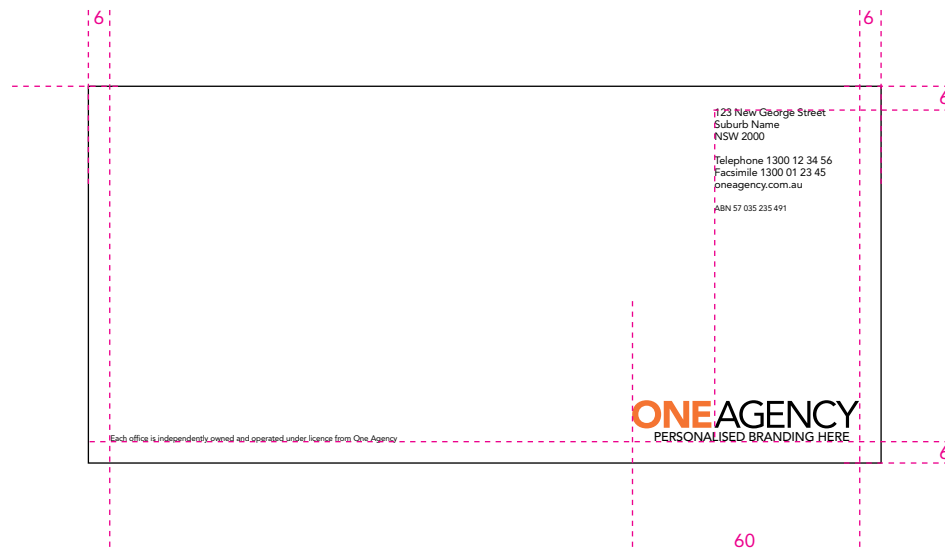 6
6
6
123 New George Street
Suburb Name
NSW 2000
Telephone 1300 12 34 56
Facsimile 1300 01 23 45
oneagency.com.au
ABN 57 035 235 491
ONEAGENCY
PERSONALISED BRANDING HERE
Each office is independently owned and operated under licence from One Agency
6
60